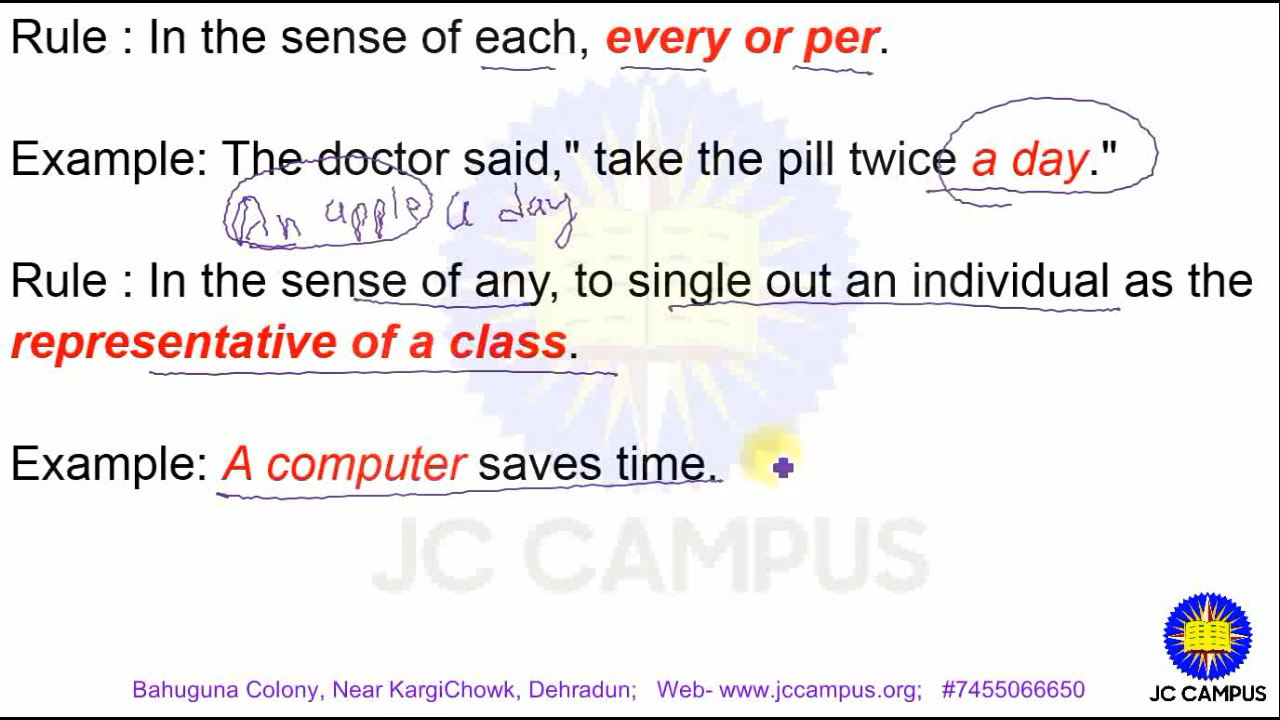 Rule : In the sense of each, every or per.
Example: The doctor said," take the pill twice a day."
An apple a day
Rule : In the sense of any, to single out an individual as the
representative of a class.
Example: A computer saves time.
JC CAMPUS
Bahuguna Colony, Near KargiChowk, Dehradun; Web- www.jccampus.org; #7455066650
JC CAMPUS